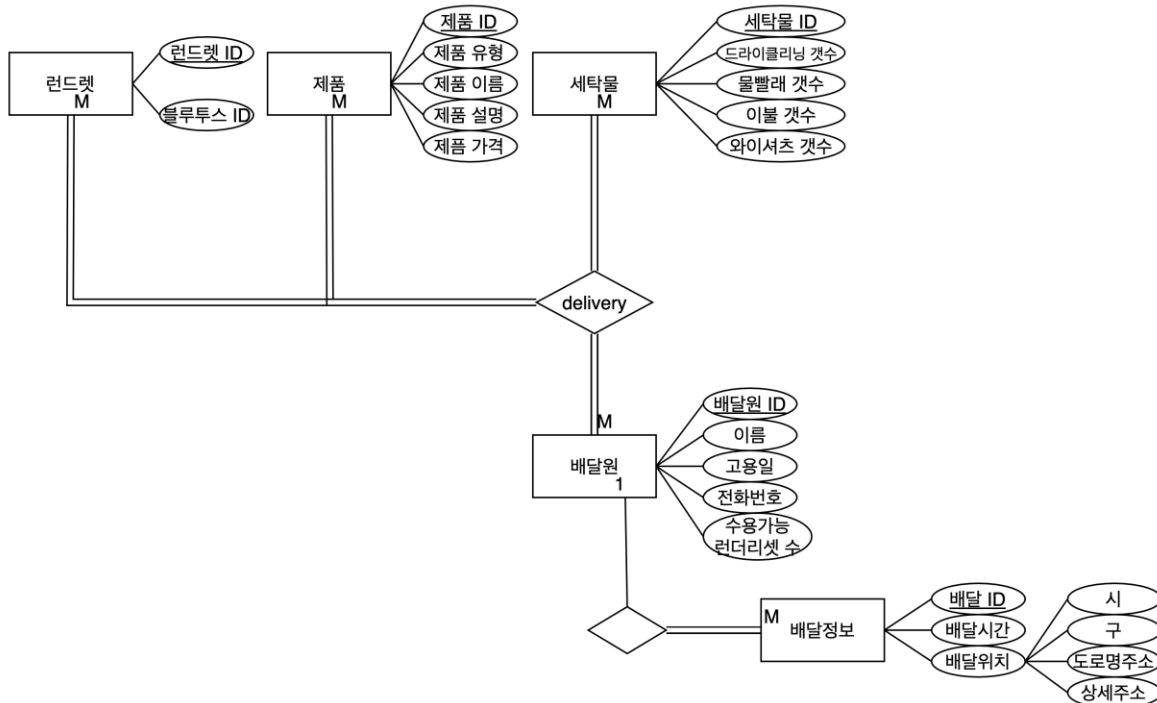 런드렛
M
런드렛 ID
블루투스 ID
제품
M
제품 ID
제품 유형
제품 이름
제품 설명
제픔 가격
세탁물
M
세탁물 ID
드라이클리닝 갯수
물빨래 갯수
이불 갯수
와이셔츠 갯수
delivery
M
배달원
1
배달원 ID
이름
고용일
전화번호
수용가능
런더리셋 수
M
배달정보
배달 ID
배달시간
배달위치
시
구
도로명주소
상세주소